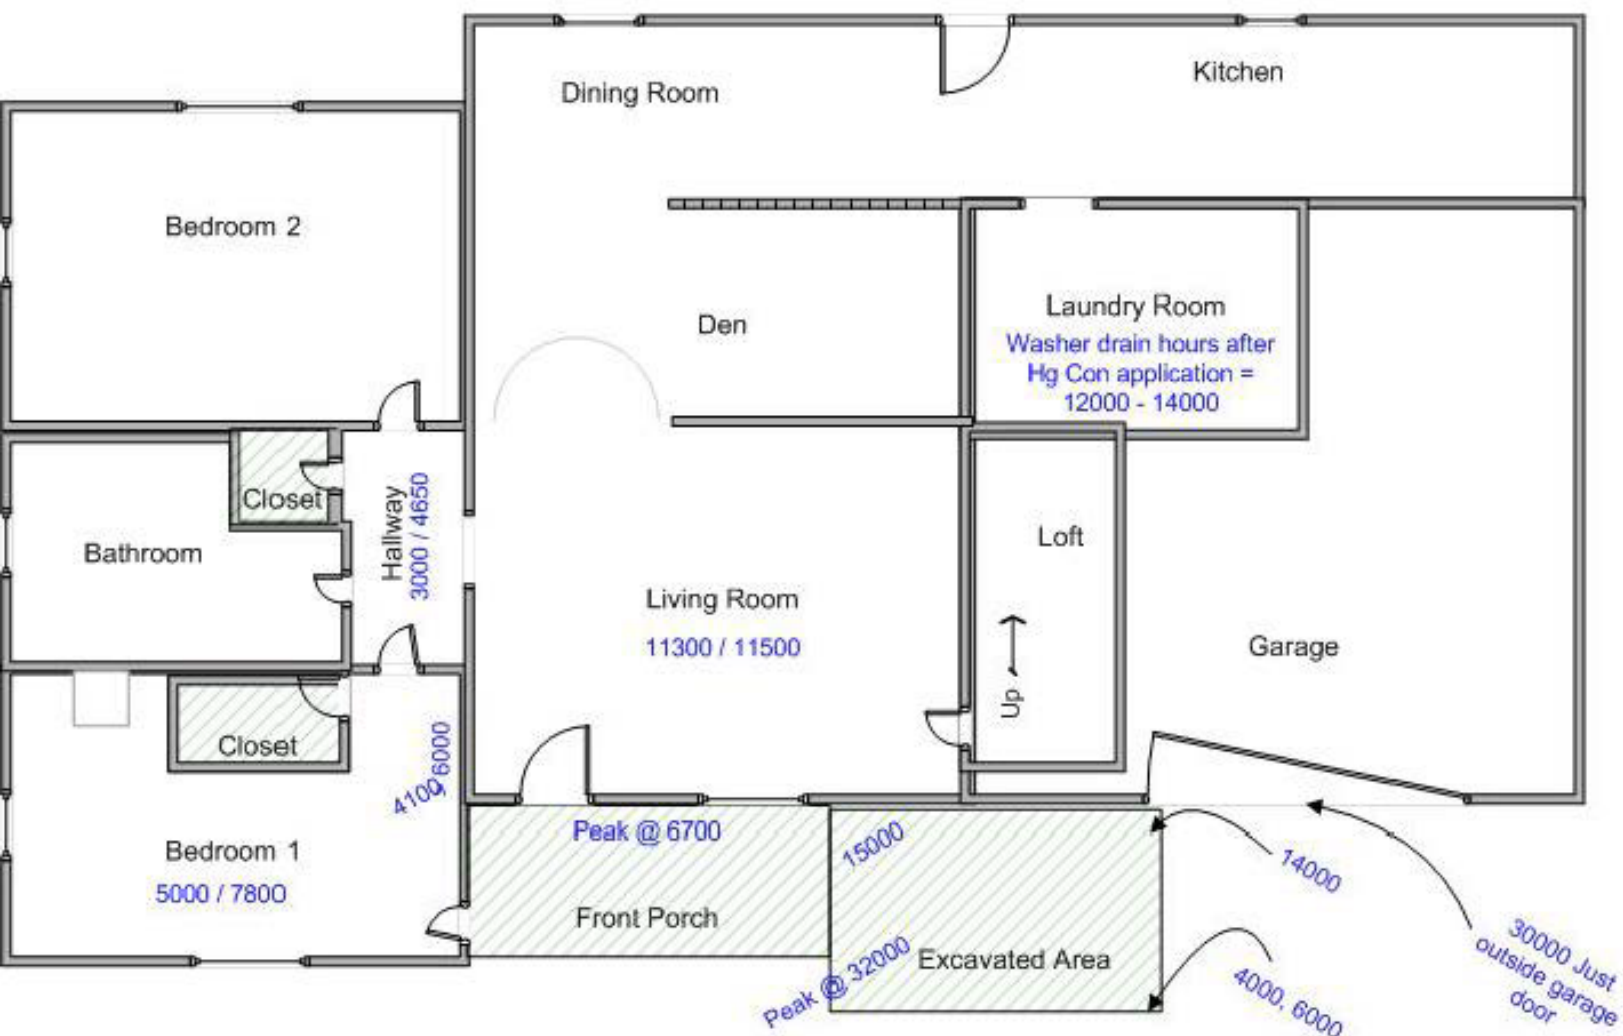 Kitchen
Dining Room
Bedroom 2
Laundry Room
Washer drain hours after
Hg Con application =
12000 - 14000
Den
Closet
Hallway
3000 / 4650
Loft
Bathroom
Living Room
11300 / 11500
Garage
Up
Closet
4100, 6000
Bedroom 1
5000 / 7800
Peak @ 6700
15000
14000
Front Porch
Peak @ 32000
Excavated Area
4000, 6000
30000 Just
outside garage
door